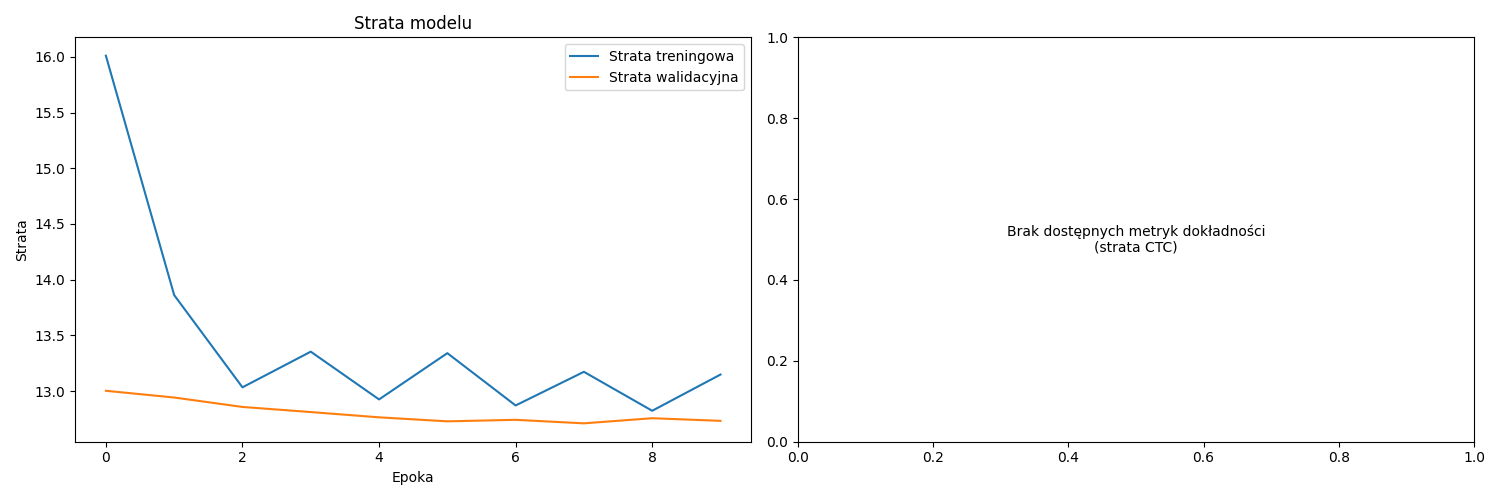 Strata modelu
Strata treningowa
Strata walidacyjna
16.0
15.5
15.0
14.5
14.0
13.5
13.0
Strata
0 2 4 6 8
Epoka
1.0
0.8
0.6
0.4
0.2
0.0
Brak dostępnych metryk dokładności
(strata CTC)
0.0 0.2 0.4 0.6 0.8 1.0